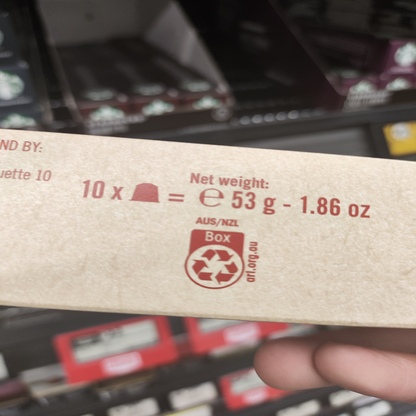 ND BY:
uette 10
10 x = Net weight: ℮ 53 g - 1.86 oz
AUS/NZL
Box
arl.org.au